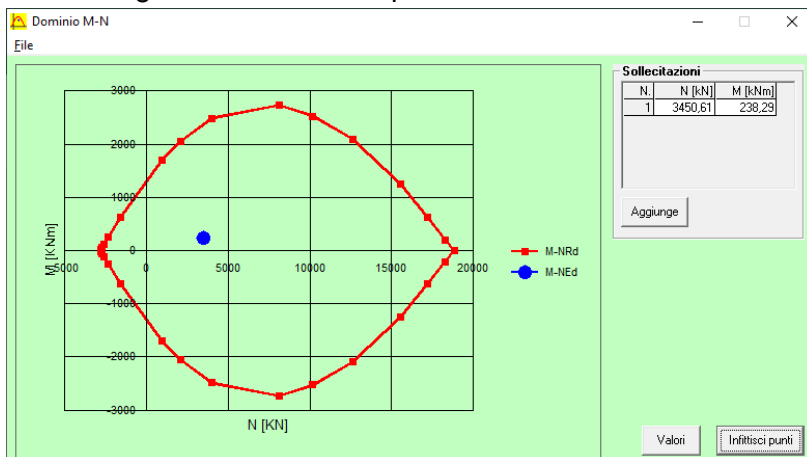 Dominio M-N
File
Sollecitazioni
N. N [kN] M [kNm]
1 3450,61 238,29
Aggiunge
3000
2000
1000
0
-1000
-2000
-3000
M [KNm]
5000 0 5000 10000 15000 20000
N [KN]
M-NRd
M-NEd
Valori
Infittisci punti